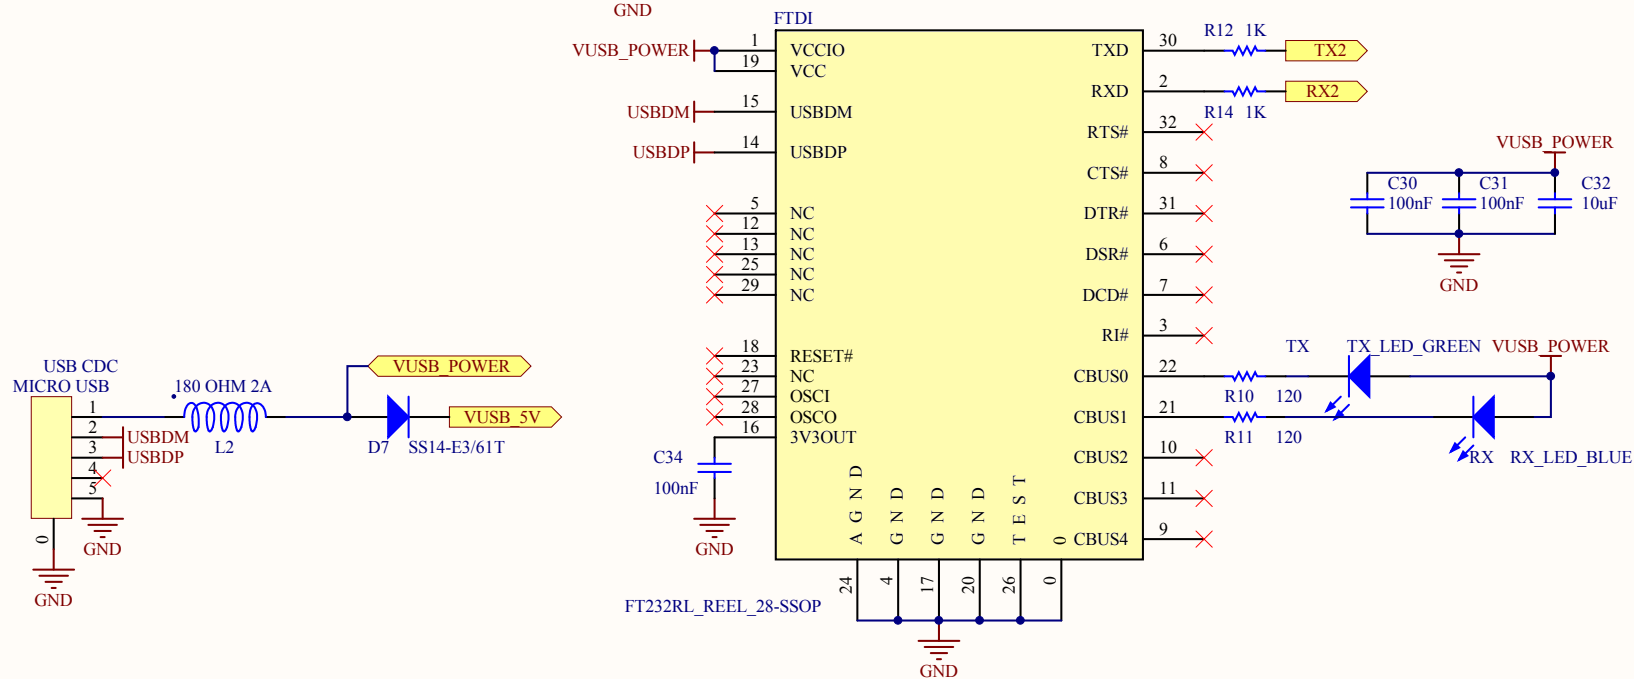 GND
FTDI
VUSB_POWER
1 VCCIO
19 VCC
USBDM 15 USBDM
USBDP 14 USBDP
5 NC
12 NC
13 NC
25 NC
29 NC
18 RESET#
23 NC
27 OSCI
28 OSCO
16 3V3OUT
C34
100nF
GND
TXD 30 R12 1K TX2
RXD 2 R14 1K RX2
RTS# 32
CTS# 8
DTR# 31
DSR# 6
DCD# 7
RI# 3
CBUS0 22
CBUS1 21
CBUS2 10
CBUS3 11
CBUS4 9
AGND 24
GND 4
GND 17
GND 20
TEST 26
0 0
FT232RL_REEL_28-SSOP
GND
VUSB_POWER
C30 C31 C32
100nF 100nF 10uF
GND
TX TX_LED_GREEN VUSB_POWER
R10 120
R11 120
RX RX_LED_BLUE
USB CDC
MICRO USB
1
2 USBDM
3 USBDP
4
5
0
GND
GND
180 OHM 2A
L2
VUSB_POWER
D7 SS14-E3/61T
VUSB_5V